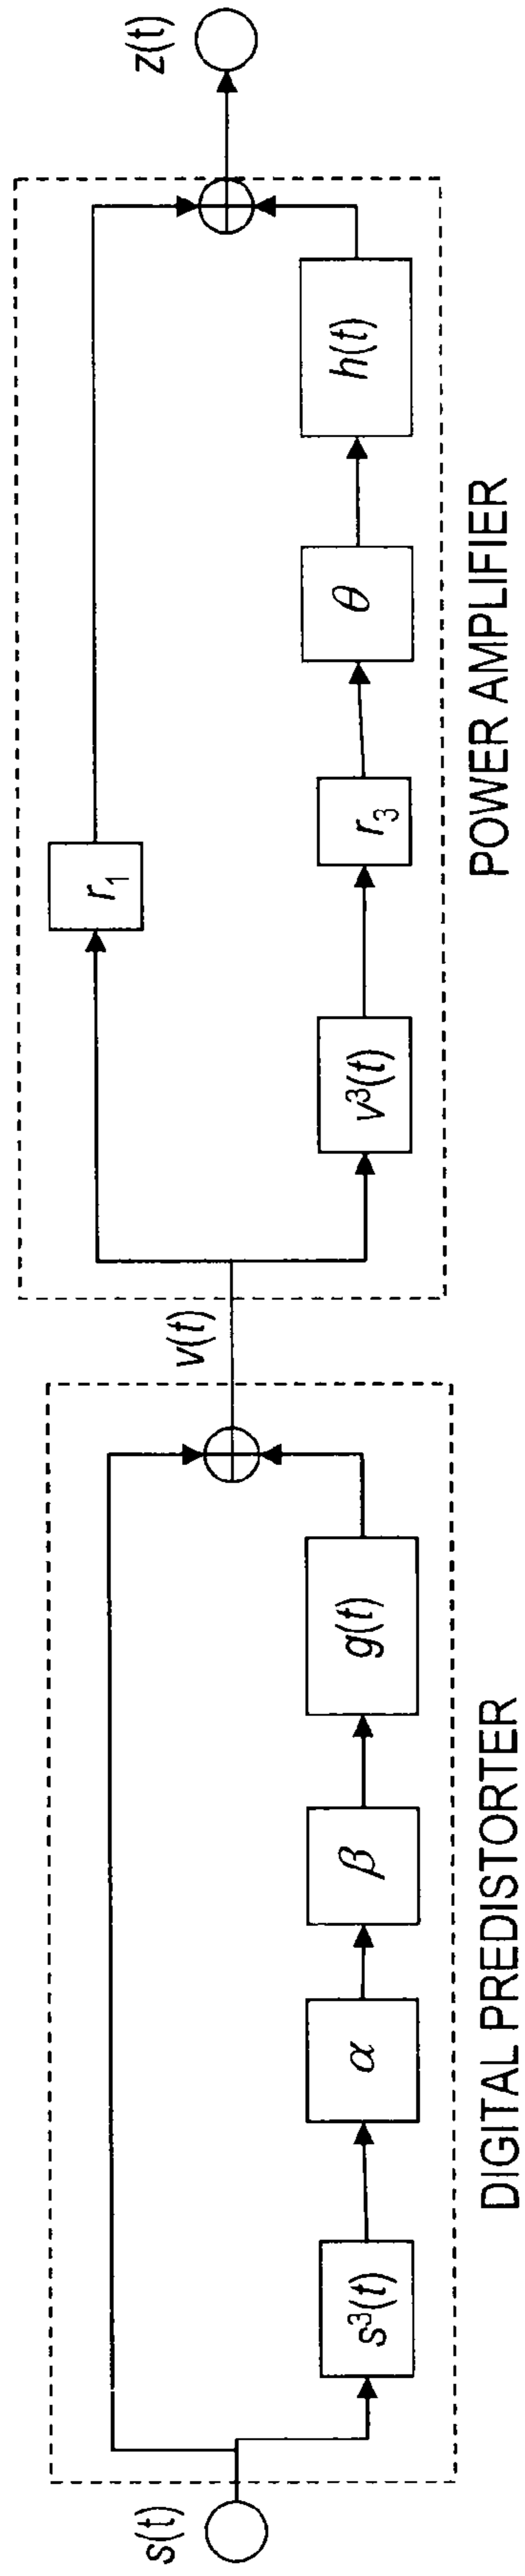 s(t)
s³(t)
α
β
g(t)
DIGITAL PREDISTORTER
v(t)
r₁
v³(t)
r₃
θ
h(t)
POWER AMPLIFIER
z(t)